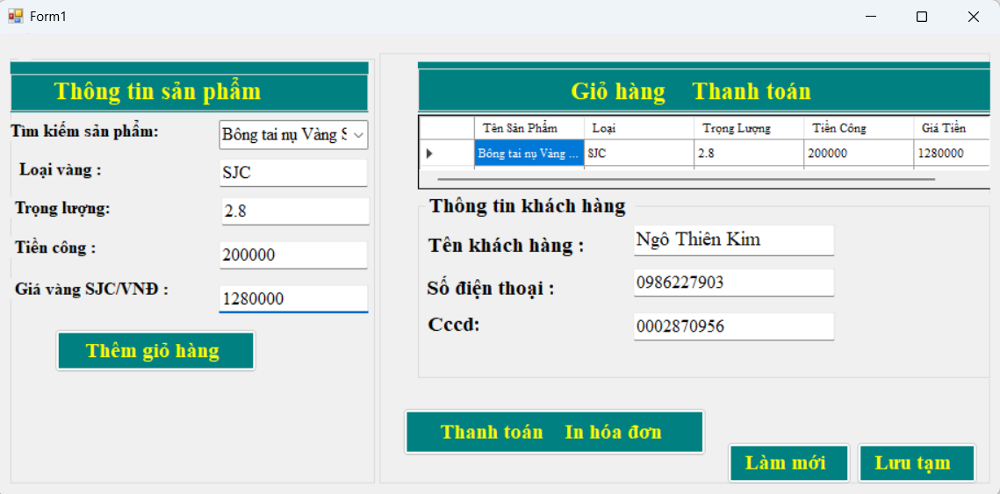 Form1
Thông tin sản phẩm
Tìm kiếm sản phẩm:
Bông tai nụ Vàng S
Loại vàng :
SJC
Trọng lượng:
2.8
Tiền công :
200000
Giá vàng SJC/VNĐ :
1280000
Thêm giỏ hàng
Giỏ hàng Thanh toán
Tên Sản Phẩm Loại Trọng Lượng Tiền Công Giá Tiền
Bông tai nụ Vàng ... SJC 2.8 200000 1280000
Thông tin khách hàng
Tên khách hàng :
Ngô Thiên Kim
Số điện thoại :
0986227903
Cccd:
0002870956
Thanh toán In hóa đơn
Làm mới
Lưu tạm